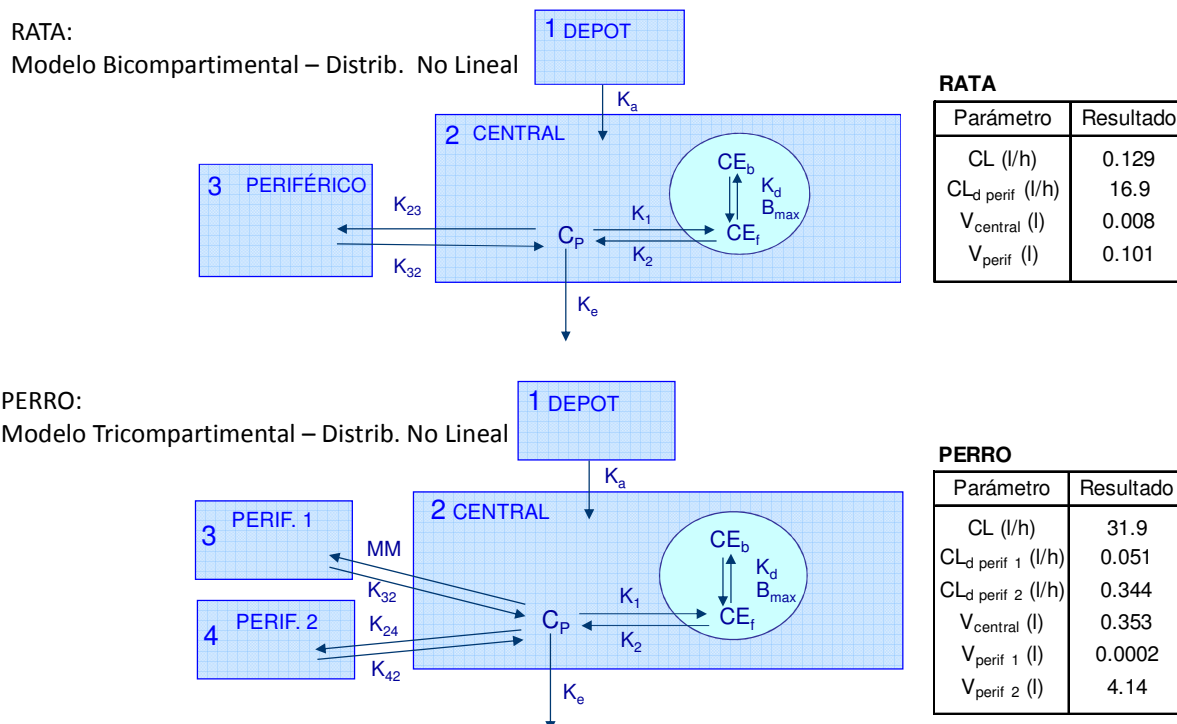 RATA:
Modelo Bicompartimental – Distrib. No Lineal
1 DEPOT
Ka
2 CENTRAL
3 PERIFÉRICO
K23
K32
CP
K1
K2
CEb
Kd
Bmax
CEf
Ke
RATA
Parámetro Resultado
CL (l/h) 0.129
CLd perif (l/h) 16.9
Vcentral (l) 0.008
Vperif (l) 0.101
PERRO:
Modelo Tricompartimental – Distrib. No Lineal
1 DEPOT
Ka
2 CENTRAL
3 PERIF. 1
MM
K32
4 PERIF. 2
K24
K42
CP
K1
K2
CEb
Kd
Bmax
CEf
Ke
PERRO
Parámetro Resultado
CL (l/h) 31.9
CLd perif 1 (l/h) 0.051
CLd perif 2 (l/h) 0.344
Vcentral (l) 0.353
Vperif 1 (l) 0.0002
Vperif 2 (l) 4.14